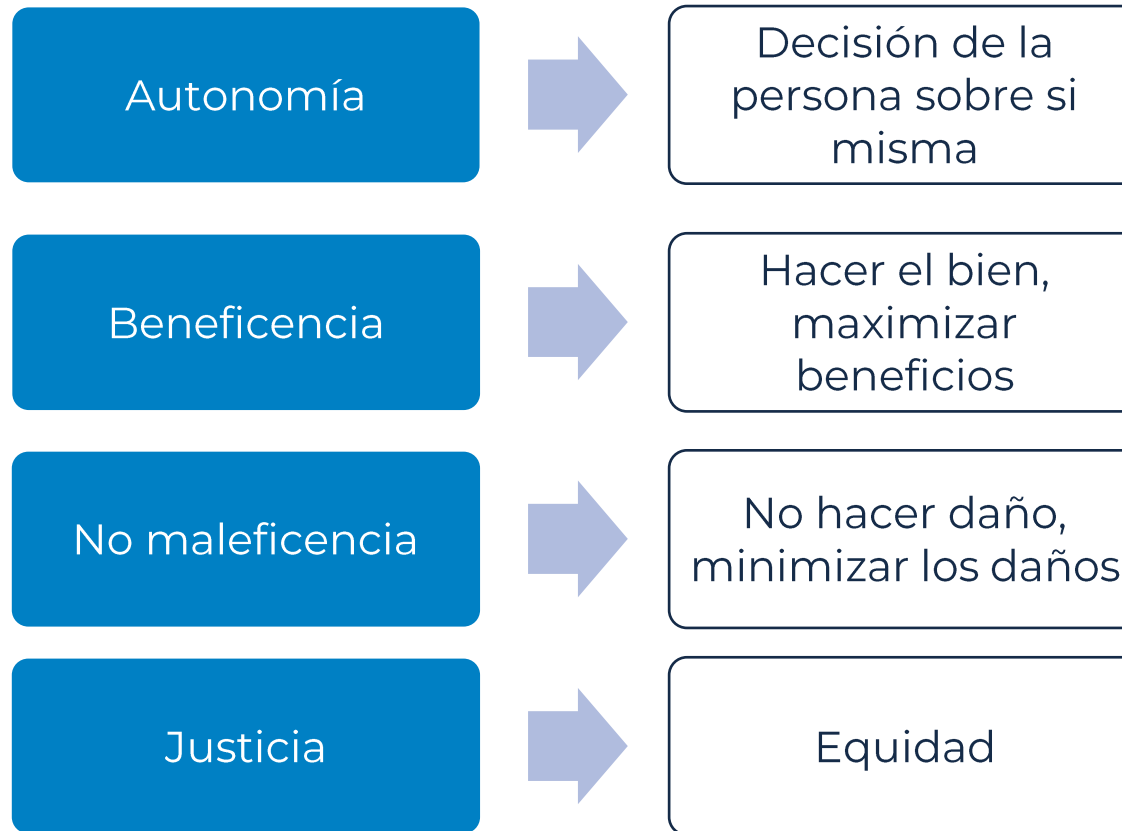 Autonomía
Decisión de la
persona sobre si
misma
Beneficencia
Hacer el bien,
maximizar
beneficios
No maleficencia
No hacer daño,
minimizar los daños
Justicia
Equidad